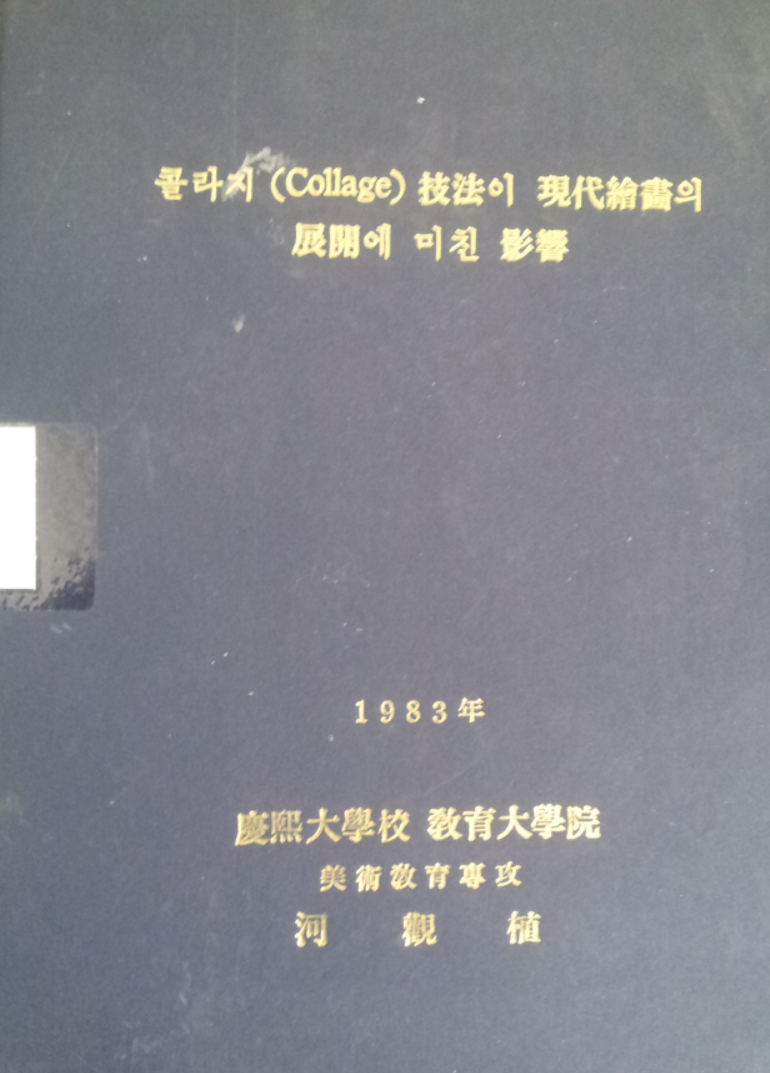 콜라지 (Collage) 技法이 現代繪畵의
展開에 미친 影響
1983年
慶熙大學校 敎育大學院
美術敎育專攻
河 觀 植